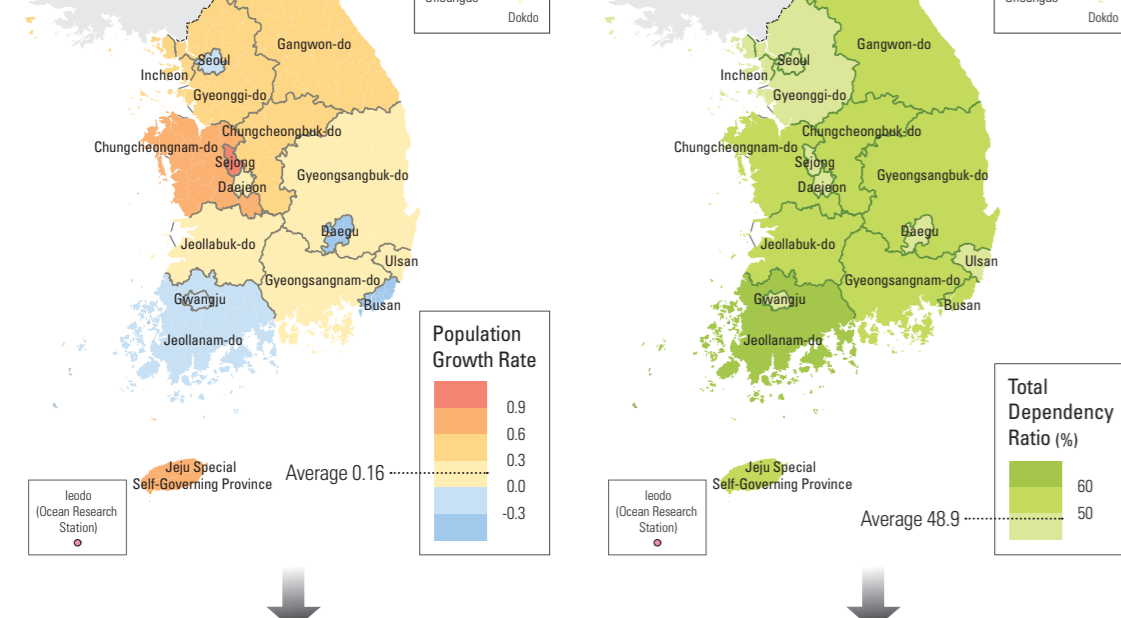 Dokdo
Gangwon-do
Seoul
Incheon
Gyeonggi-do
Chungcheongbuk-do
Chungcheongnam-do
Sejong
Daejeon
Gyeongsangbuk-do
Daegu
Jeollabuk-do
Ulsan
Gyeongsangnam-do
Gwangju
Busan
Jeollanam-do
Population
Growth Rate
0.9
0.6
0.3
0.0
-0.3
Average 0.16
Jeju Special
Self-Governing Province
Ieodo
(Ocean Research
Station)
Dokdo
Gangwon-do
Seoul
Incheon
Gyeonggi-do
Chungcheongbuk-do
Chungcheongnam-do
Sejong
Daejeon
Gyeongsangbuk-do
Daegu
Jeollabuk-do
Ulsan
Gyeongsangnam-do
Gwangju
Busan
Jeollanam-do
Total
Dependency
Ratio (%)
60
50
Average 48.9
Jeju Special
Self-Governing Province
Ieodo
(Ocean Research
Station)